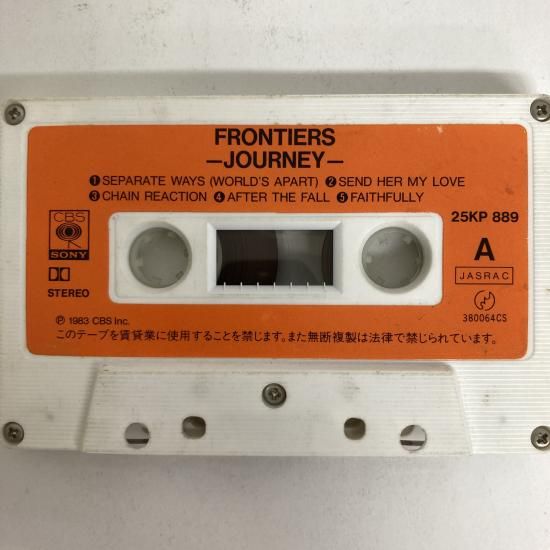 FRONTIERS
—JOURNEY—
❶SEPARATE WAYS (WORLD'S APART) ❷SEND HER MY LOVE
❸CHAIN REACTION ❹AFTER THE FALL ❺FAITHFULLY
CBS
SONY
STEREO
25KP 889
A
JASRAC
380064CS
Ⓟ 1983 CBS Inc.
このテープを賃貸業に使用することを禁じます。また無断複製は法律で禁じられています。